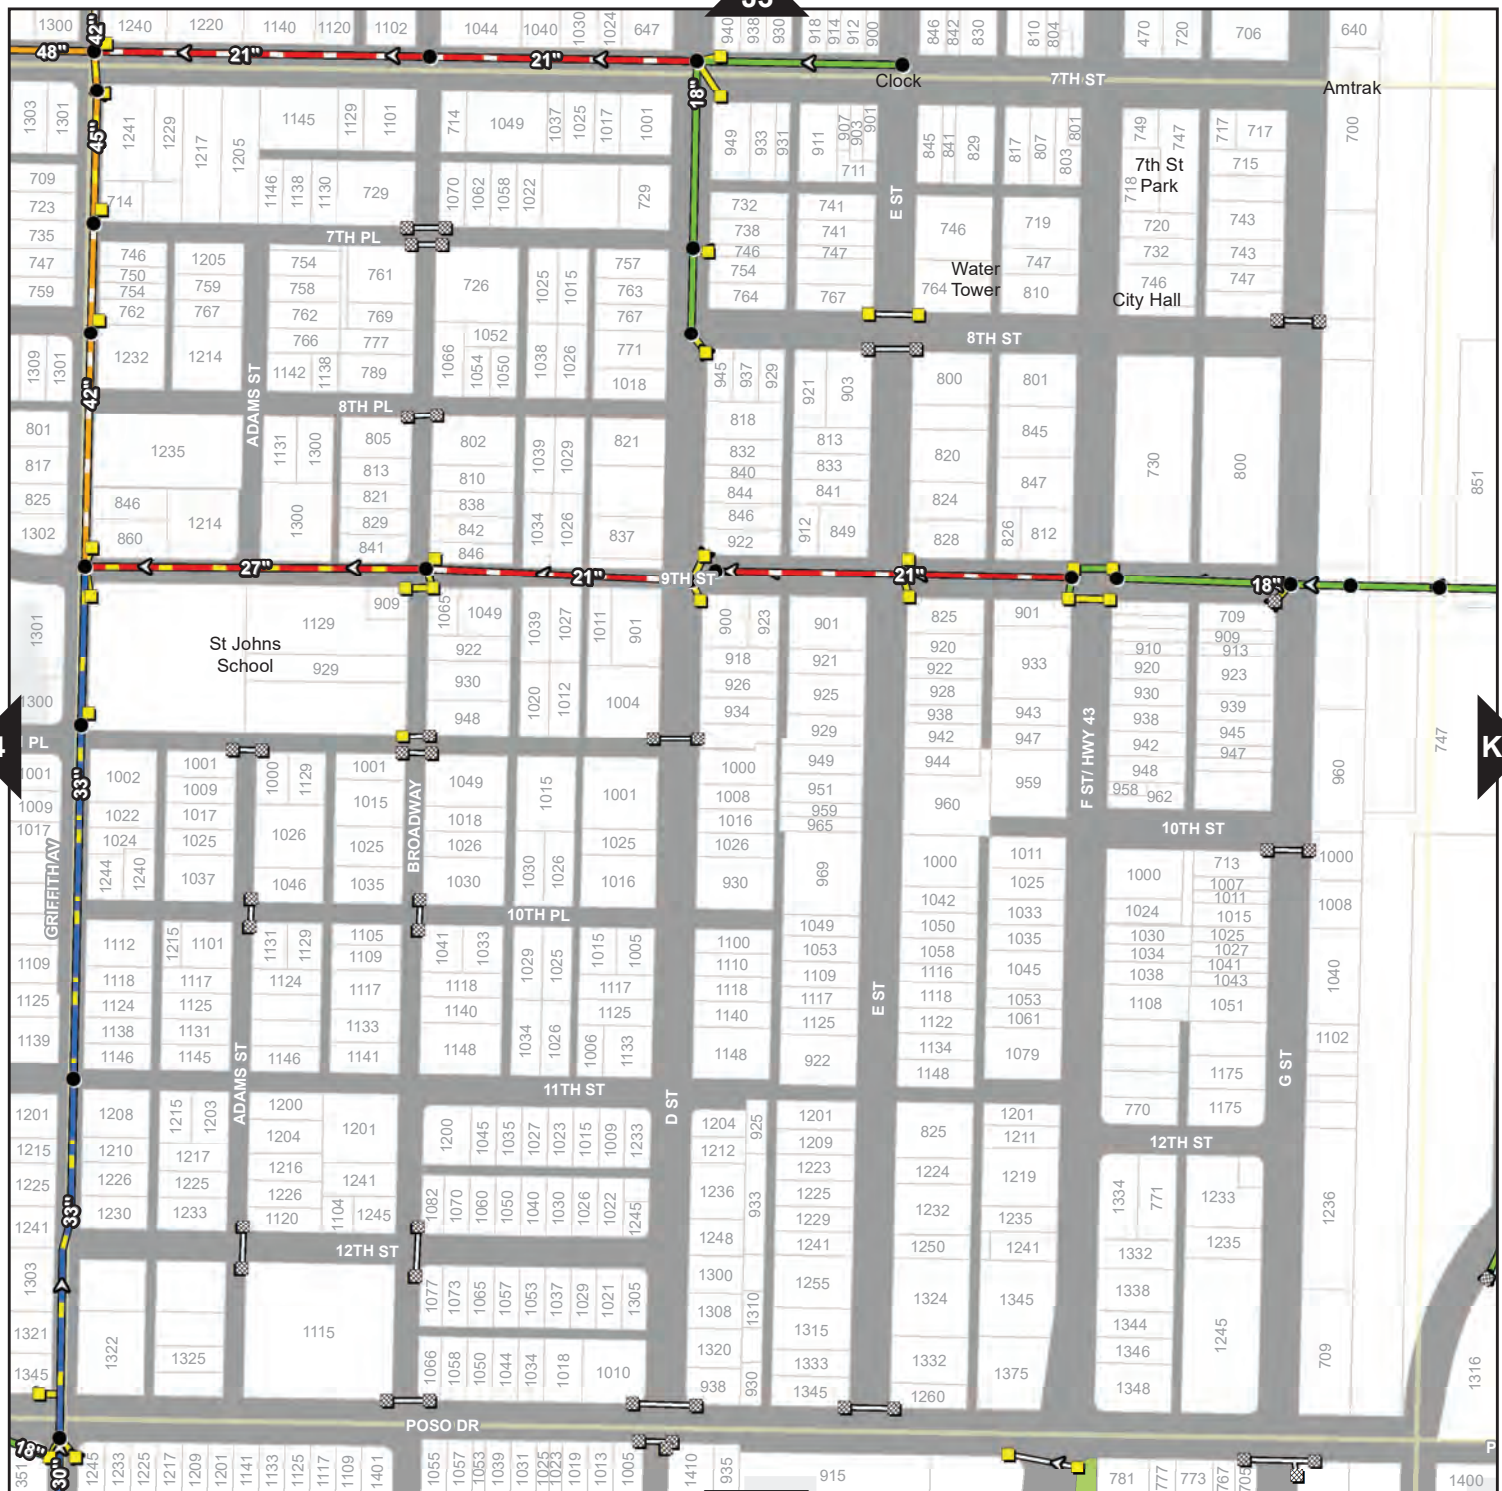 J5
1300 1240 1220 1140 1120 1102 1044 1040 1030 1024 647 940 938 930 918 914 912 900 846 842 830 810 804 470 720 706 640
42"
48" 21" 21"
Clock
7TH ST
Amtrak
18"
45"
1303 1301 1241 1229 1217 1205 1145 1129 1101 714 1049 1037 1025 1017 1001 949 933 931 911 907 903 901 845 841 829 817 807 803 801 749 747 717 717 700
711 715
7th St
Park
709 714 1146 1138 1130 729 1070 1062 1058 1022 729 718
723 732 741 746 719 720 743
E ST
735 7TH PL 738 741 732 743
747 746 1205 754 761 726 1025 1015 757 746 747 747 746 747
Water
Tower
759 750 759 758 763 754 764 810
754 762 767 762 769 767 764 767
City Hall
8TH ST
1309 1301 1232 1214 766 777 1052 1066 1054 1050 1038 1026 771 945 937 929 921 903 800 801
1142 1138 789 1018
42"
ADAMS ST
8TH PL
801 1235 1131 1300 805 802 1039 1029 821 818 813 820 845 730 800 851
817 813 810 832 833
825 846 1214 821 838 840 841 824 847
1302 860 1300 829 842 1034 1026 837 844 846 912 849 828 826 812
841 846 922
27" 21" 9TH ST 21" 18"
1301 909 1065 1049 1039 1027 1011 901 900 923 901 825 901 709
1129 922 918 921 920 933 910 909 913
St Johns
School
929 930 926 925 922 928 920 930 923
1300 948 1020 1012 1004 934 929 938 942 943 947 938 942 939 945 947
PL
F ST/ HWY 43
K
747
1001 1002 1001 1000 1129 1001 1049 1015 1001 1000 949 944 959 948 960
1009 1022 1009 1017 1015 1018 1008 951 959 960 958 962
1017 1024 1025 1026 1025 1026 1025 1016 965 1026
33"
BROADWAY
10TH ST
1244 1240 1037 1046 1035 1030 1030 1026 1016 930 969 1000 1011 1000 713 1000
GRIFFITH AV
10TH PL
1042 1025 1024 1007 1011 1008
1112 1215 1101 1131 1129 1105 1041 1033 1029 1025 1015 1005 1100 1049 1050 1033 1030 1015 1025
1109 1109 1110 1053 1058 1035 1034 1027
1118 1117 1124 1117 1118 1117 1118 1109 1116 1045 1038 1041 1043 1040
1125 1124 1125 1140 1125 1140 1117 1118 1053 1108 1051
E ST
1139 1138 1131 1133 1148 1034 1026 1006 1133 1148 1125 1122 1061 1102
1146 1145 1146 1141 922 1134 1079 1148 1175
G ST
11TH ST
D ST
ADAMS ST
1201 1208 1215 1203 1200 1201 1200 1045 1035 1027 1023 1015 1009 1233 1204 925 1201 825 1201 770 1175
1215 1210 1217 1204 1212 1209 1211
12TH ST
1225 1226 1225 1216 1241 1082 1070 1060 1050 1040 1030 1026 1022 1245 1236 933 1223 1224 1219 1334 771 1233 1236
1241 1230 1233 1226 1120 1104 1245 1225 1229 1232 1235
33"
12TH ST
1248 1241 1250 1241 1332 1235
1303 1077 1073 1065 1057 1053 1037 1029 1021 1305 1300 1255 1324 1345 1338
1321 1322 1325 1115 1308 1310 1315 1344 1245
1345 1066 1058 1050 1044 1034 1018 1010 1320 1333 1332 1375 1346 709 1316
938 930 1345 1260 1348
POSO DR
P
18"
30"
351 1245 1233 1225 1217 1209 1201 1141 1133 1125 1117 1109 1401 1055 1057 1053 1039 1031 1025 1023 1019 1013 1005 1410 935 915 781 777 773 767 705 1400